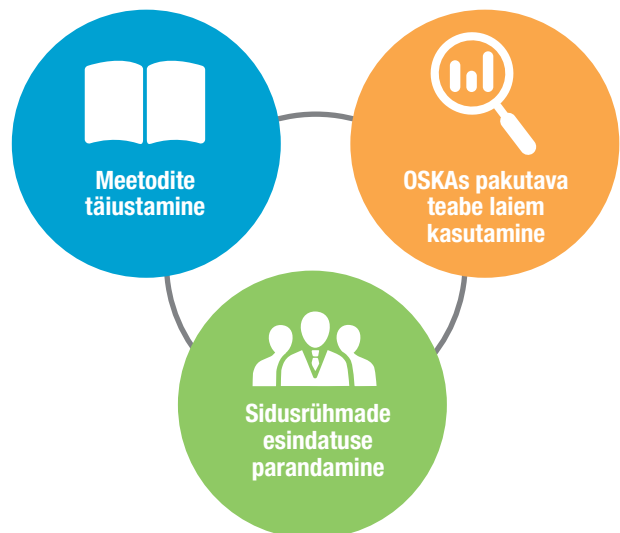 Meetodite
täiustamine
OSKAs pakutava
teabe laiem
kasutamine
Sidusrühmade
esindatuse
parandamine